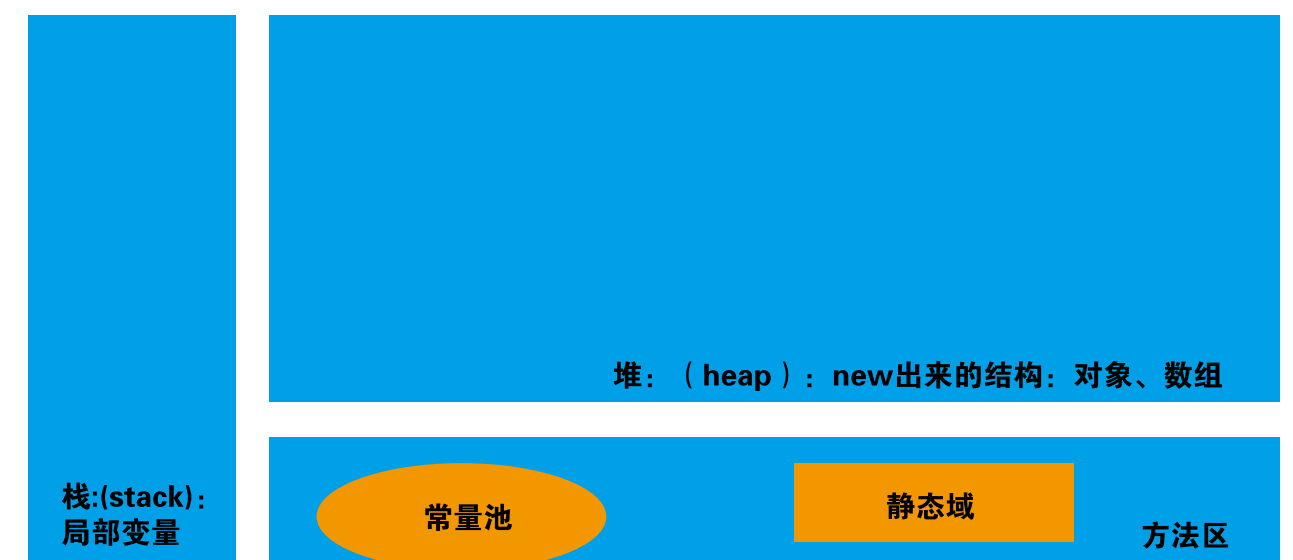 堆：（heap）：new出来的结构：对象、数组
栈:(stack)：
局部变量
常量池
静态域
方法区